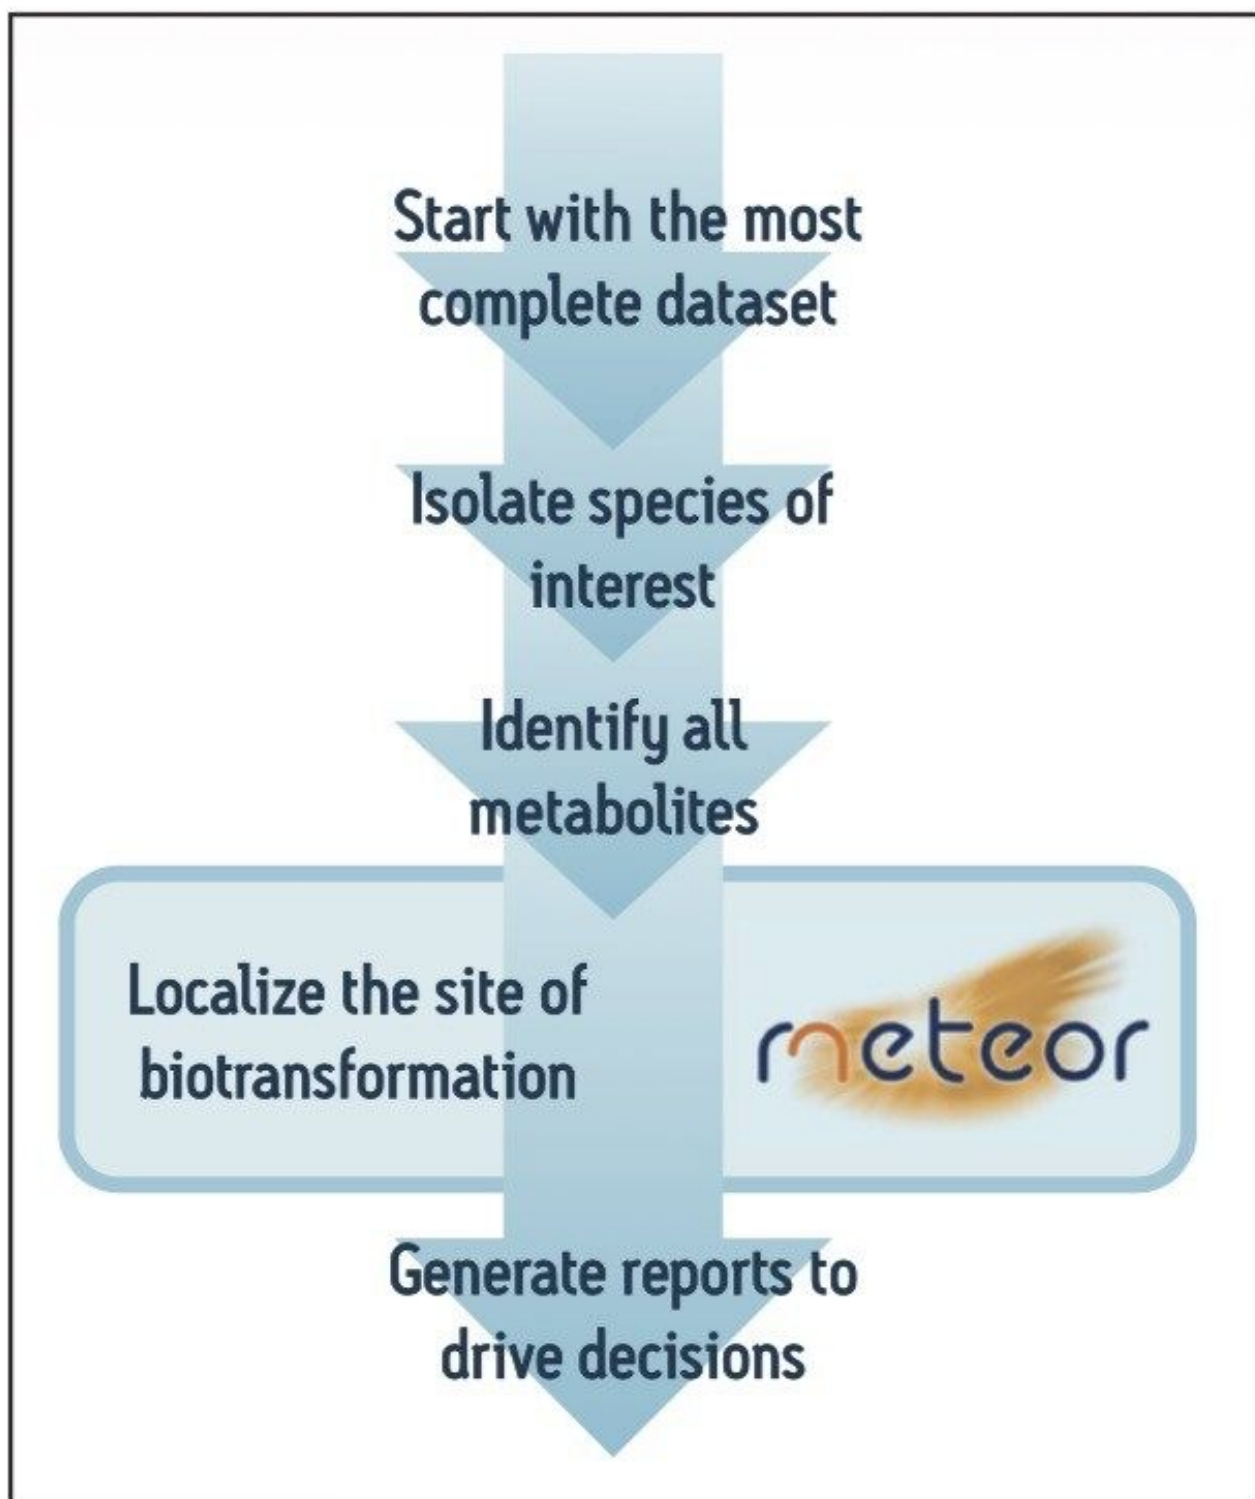 Start with the most
complete dataset
Isolate species of
interest
Identify all
metabolites
Localize the site of
biotransformation
meteor
Generate reports to
drive decisions